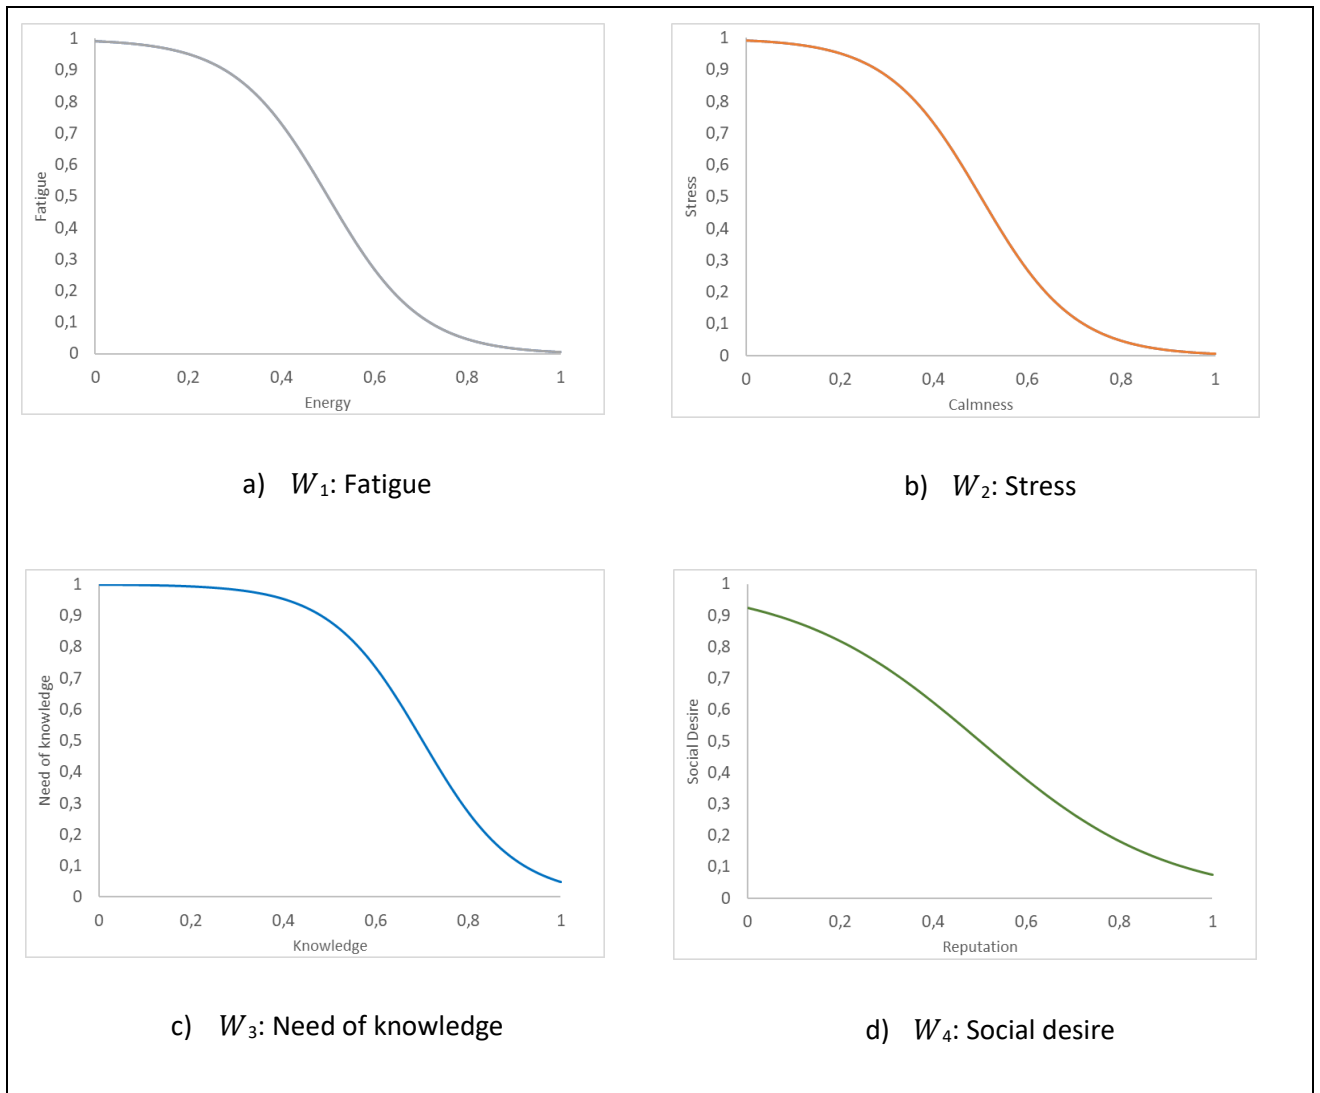 1
0,9
0,8
0,7
0,6
0,5
0,4
0,3
0,2
0,1
0
Fatigue
0 0,2 0,4 0,6 0,8 1
Energy
a) W1: Fatigue
1
0,9
0,8
0,7
0,6
0,5
0,4
0,3
0,2
0,1
0
Stress
0 0,2 0,4 0,6 0,8 1
Calmness
b) W2: Stress
1
0,9
0,8
0,7
0,6
0,5
0,4
0,3
0,2
0,1
0
Need of knowledge
0 0,2 0,4 0,6 0,8 1
Knowledge
c) W3: Need of knowledge
1
0,9
0,8
0,7
0,6
0,5
0,4
0,3
0,2
0,1
0
Social Desire
0 0,2 0,4 0,6 0,8 1
Reputation
d) W4: Social desire